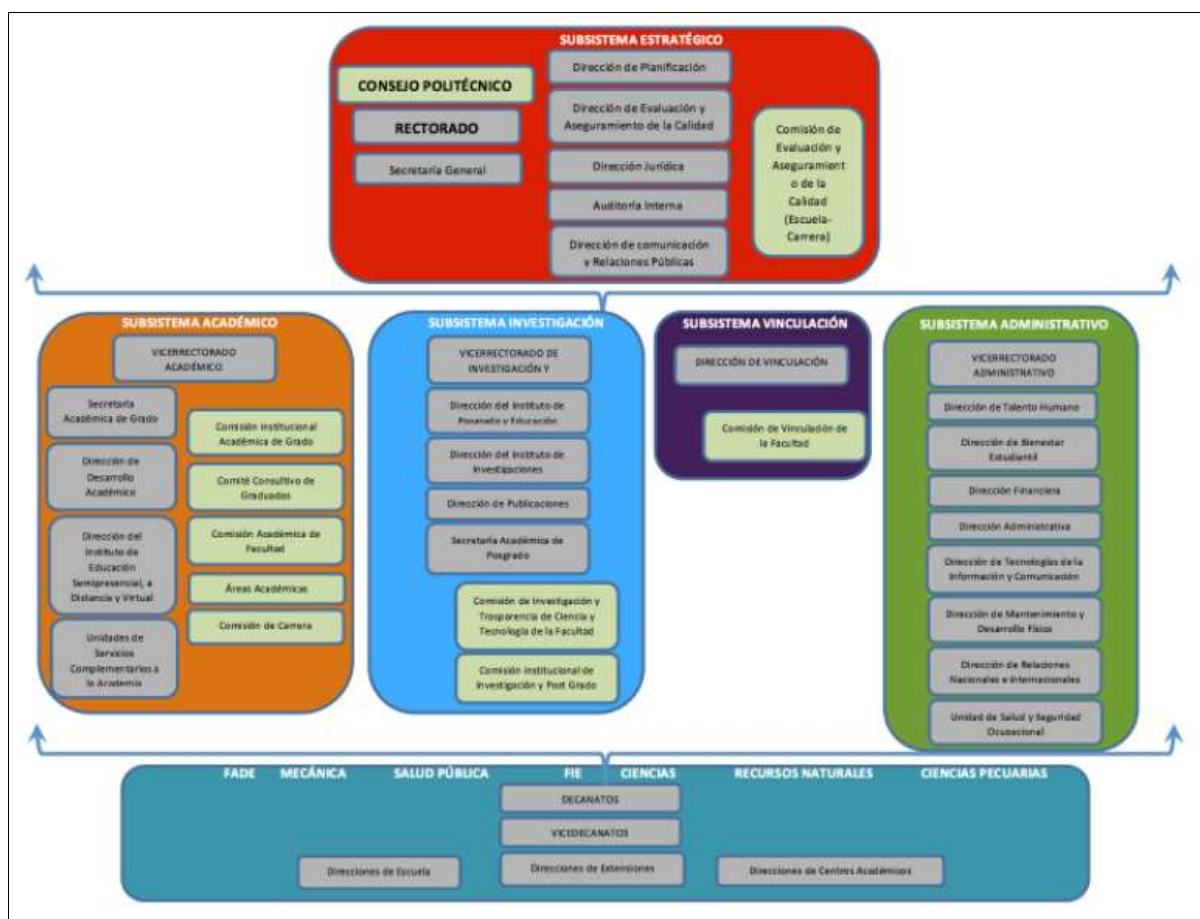 SUBSISTEMA ESTRATÉGICO
CONSEJO POLITÉCNICO
RECTORADO
Secretaría General
Dirección de Planificación
Dirección de Evaluación y
Aseguramiento de la Calidad
Dirección Jurídica
Auditoría Interna
Dirección de comunicación
y Relaciones Públicas
Comisión de
Evaluación y
Aseguramient
o de la
Calidad
(Escuela-
Carrera)
SUBSISTEMA ACADÉMICO
VICERRECTORADO
ACADÉMICO
Secretaría
Académica de Grado
Dirección de
Desarrollo
Académico
Dirección del
Instituto de
Educación
Semipresencial, a
Distancia y Virtual
Unidades de
Servicios
Complementarios a
la Academia
Comisión Institucional
Académica de Grado
Comité Consultivo de
Graduados
Comisión Académica de
Facultad
Áreas Académicas
Comisión de Carrera
SUBSISTEMA INVESTIGACIÓN
VICERRECTORADO DE
INVESTIGACIÓN Y
Dirección del Instituto de
Posgrado y Educación
Dirección del Instituto de
Investigaciones
Dirección de Publicaciones
Secretaría Académica de
Posgrado
Comisión de Investigación y
Trasparencia de Ciencia y
Tecnología de la Facultad
Comisión institucional de
Investigación y Post Grado
SUBSISTEMA VINCULACIÓN
DIRECCIÓN DE VINCULACIÓN
Comisión de Vinculación de
la Facultad
SUBSISTEMA ADMINISTRATIVO
VICERRECTORADO
ADMINISTRATIVO
Dirección de Talento Humano
Dirección de Bienestar
Estudiantil
Dirección Financiera
Dirección Administrativa
Dirección de Tecnologías de la
Información y Comunicación
Dirección de Mantenimiento y
Desarrollo Físico
Dirección de Relaciones
Nacionales e Internacionales
Unidad de Salud y Seguridad
Ocupacional
FADE MECÁNICA SALUD PÚBLICA FIE CIENCIAS RECURSOS NATURALES CIENCIAS PECUARIAS
DECANATOS
VICEDECANATOS
Direcciones de Escuela
Direcciones de Extensiones
Direcciones de Centros Académicos